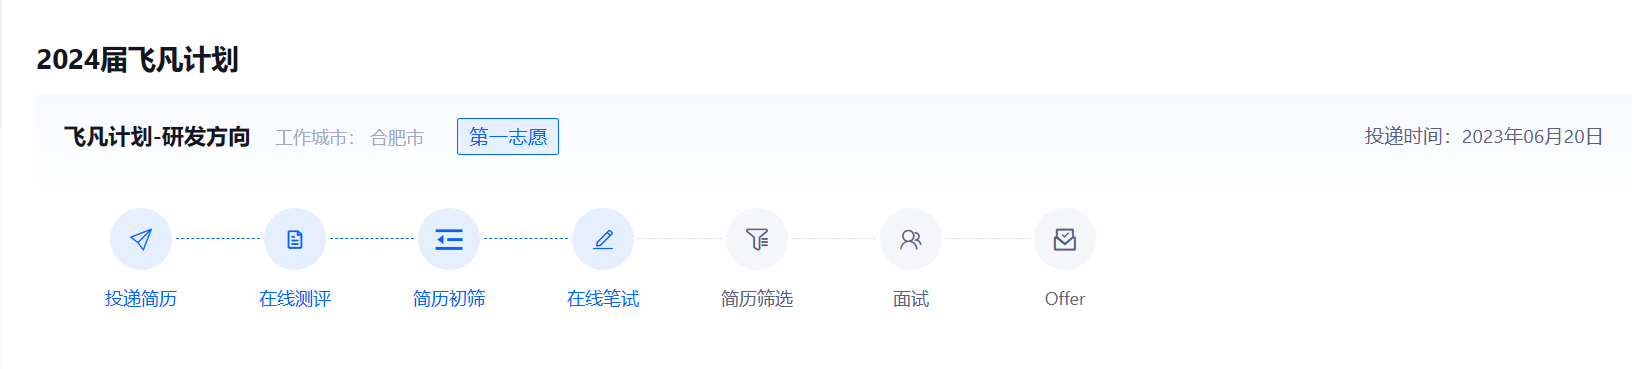 2024届飞凡计划
飞凡计划-研发方向 工作城市： 合肥市 第一志愿 投递时间：2023年06月20日
投递简历 在线测评 简历初筛 在线笔试 简历筛选 面试 Offer